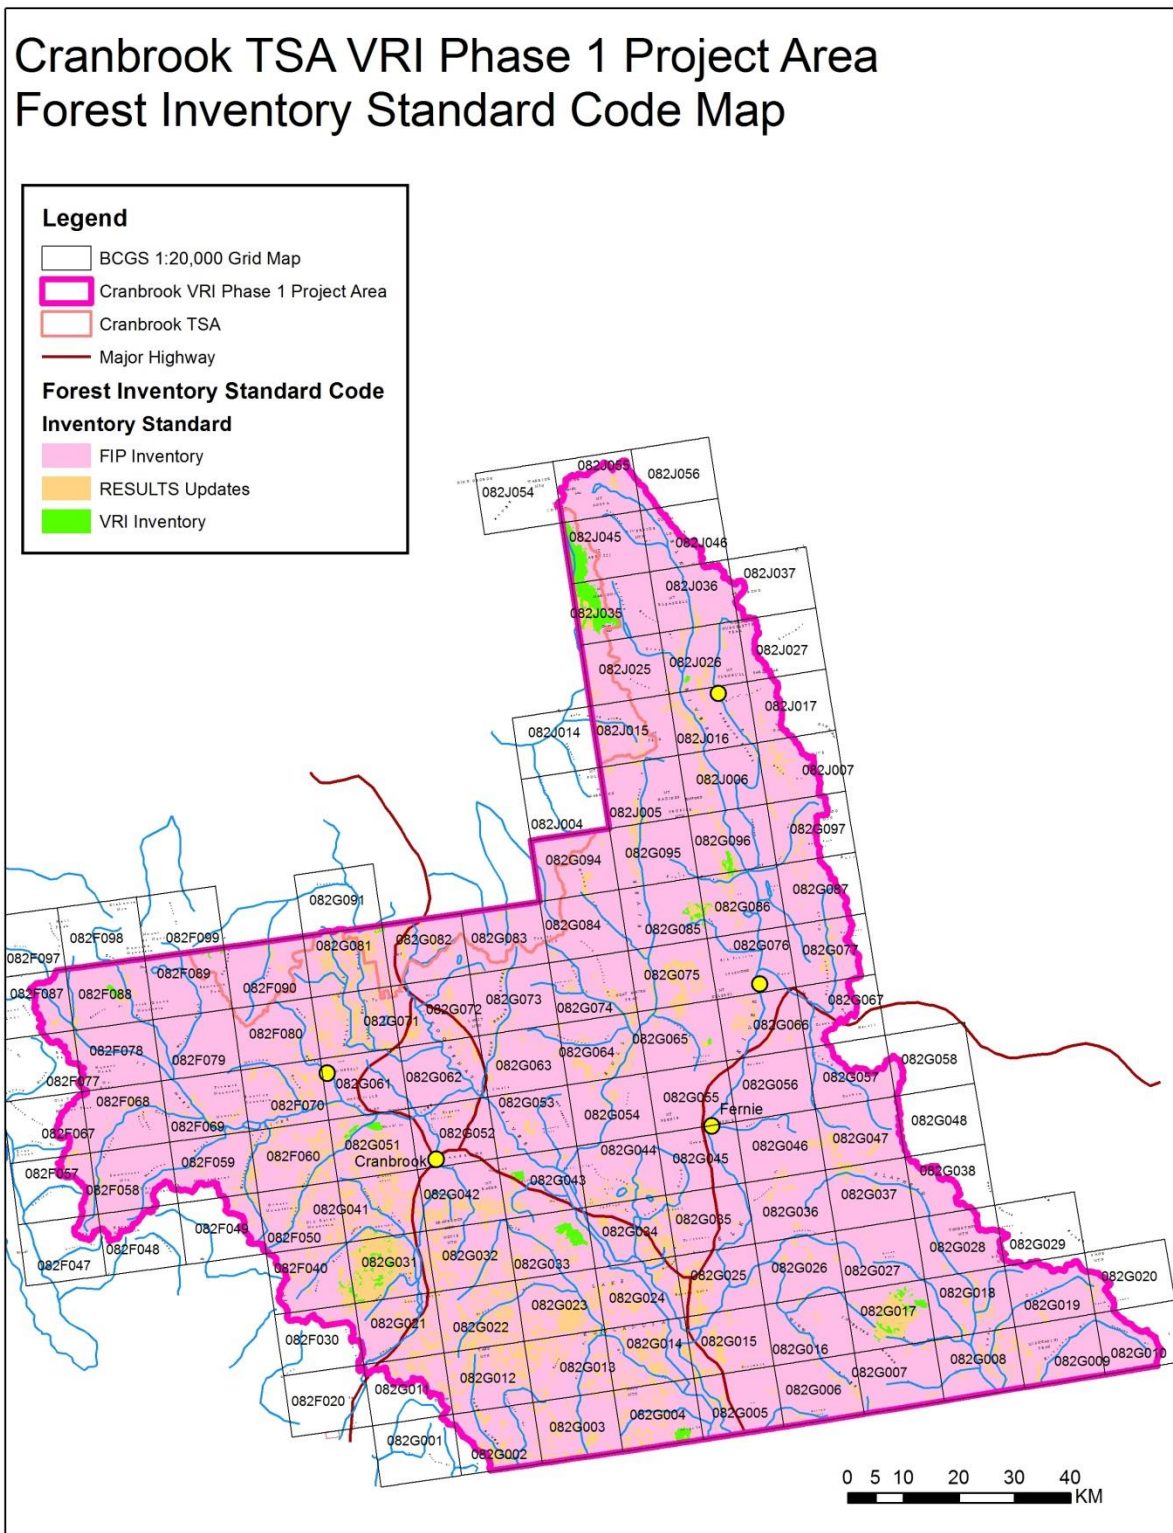 Cranbrook TSA VRI Phase 1 Project Area
Forest Inventory Standard Code Map
Legend
BCGS 1:20,000 Grid Map
Cranbrook VRI Phase 1 Project Area
Cranbrook TSA
Major Highway
Forest Inventory Standard Code
Inventory Standard
FIP Inventory
RESULTS Updates
VRI Inventory
082J055
082J056
082J054
082J045
082J046
082J037
082J036
082J035
082J027
082J026
082J025
082J017
082J016
082J015
082J014
082J007
082J006
082J005
082J004
082G097
082G096
082G095
082G094
082G091
082G087
082G086
082G085
082G084
082G083
082G082
082G081
082F099
082F098
082F097
082F090
082F089
082F088
082F087
082G077
082G076
082G075
082G074
082G073
082G072
082G071
082F080
082F079
082F078
082F077
082G067
082G066
082G065
082G064
082G063
082G062
082G061
082F070
082F069
082F068
082F067
082G058
082G057
082G056
082G055
Fernie
082G054
082G053
082G052
082G051
Cranbrook
082F060
082F059
082F058
082F057
082G048
082G047
082G046
082G045
082G044
082G043
082G042
082G041
082F050
082F049
082F048
082F047
082G038
082G037
082G036
082G035
082G034
082G033
082G032
082G031
082F040
082G029
082G028
082G027
082G026
082G025
082G024
082G023
082G022
082G021
082F030
082G020
082G019
082G018
082G017
082G016
082G015
082G014
082G013
082G012
082G011
082F020
082G010
082G009
082G008
082G007
082G006
082G005
082G004
082G003
082G002
082G001
0 5 10 20 30 40
KM